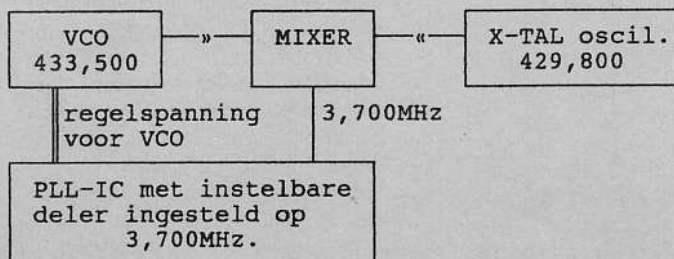 VCO
433,500
»
MIXER
«
X-TAL oscil.
429,800
regelspanning
voor VCO
3,700MHz
PLL-IC met instelbare
deler ingesteld op
3,700MHz.